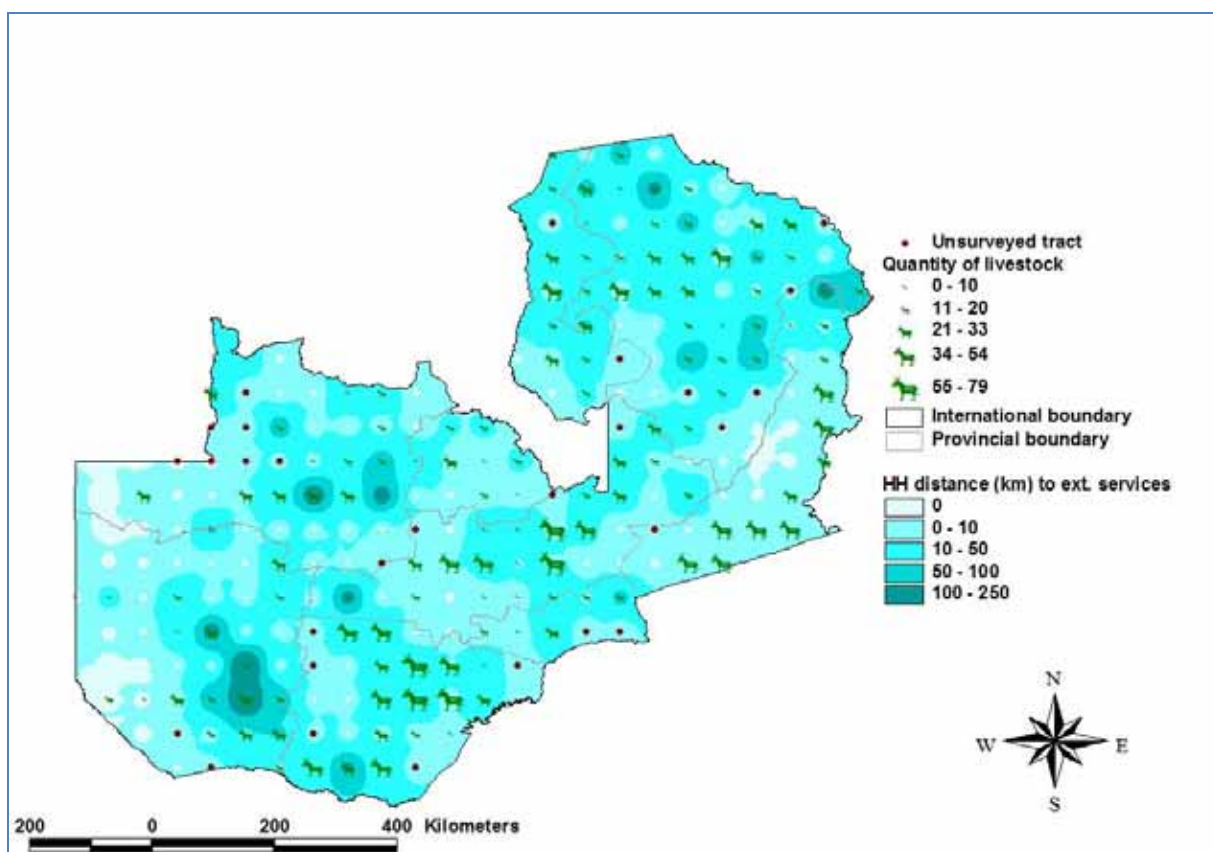 Unsurveyed tract
Quantity of livestock
0 - 10
11 - 20
21 - 33
34 - 54
55 - 79
International boundary
Provincial boundary
HH distance (km) to ext. services
0
0 - 10
10 - 50
50 - 100
100 - 250
N
W E
S
200 0 200 400 Kilometers